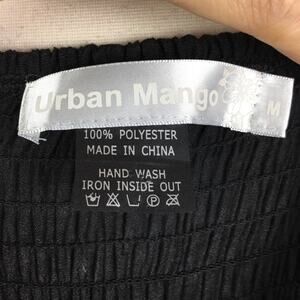 Urban Mango
M
100% POLYESTER
MADE IN CHINA
HAND WASH
IRON INSIDE OUT